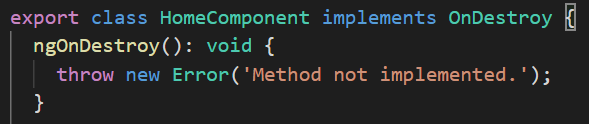 export class HomeComponent implements OnDestroy {
ngOnDestroy(): void {
throw new Error('Method not implemented.');
}